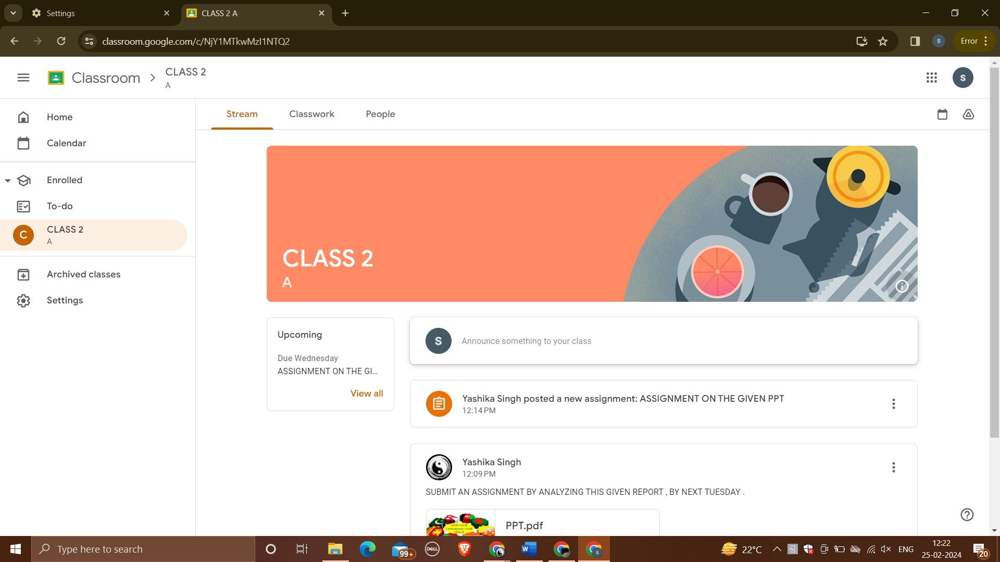 Settings
CLASS 2 A
classroom.google.com/c/NjY1MTkwMzI1NTQ2
S
Error
Classroom
CLASS 2
A
S
Home
Calendar
Enrolled
To-do
C
CLASS 2
A
Archived classes
Settings
Stream
Classwork
People
CLASS 2
A
Upcoming
Due Wednesday
ASSIGNMENT ON THE GI...
View all
S
Announce something to your class
Yashika Singh posted a new assignment: ASSIGNMENT ON THE GIVEN PPT
12:14 PM
Yashika Singh
12:09 PM
SUBMIT AN ASSIGNMENT BY ANALYZING THIS GIVEN REPORT , BY NEXT TUESDAY .
PPT.pdf
Type here to search
99+
DELL
W
S
22°C
ENG
12:22
25-02-2024
20